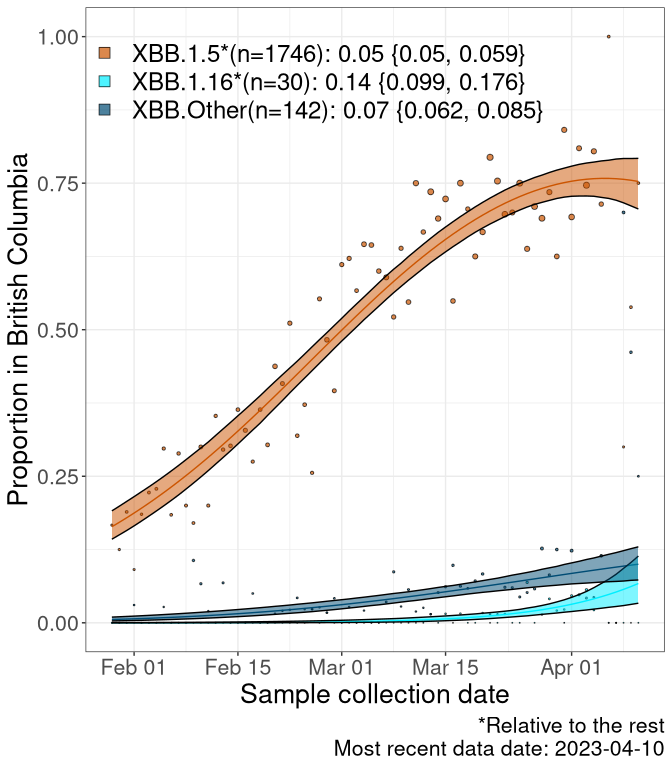 1.00
XBB.1.5*(n=1746): 0.05 {0.05, 0.059}
XBB.1.16*(n=30): 0.14 {0.099, 0.176}
XBB.Other(n=142): 0.07 {0.062, 0.085}
0.75
0.50
0.25
0.00
Proportion in British Columbia
Feb 01 Feb 15 Mar 01 Mar 15 Apr 01
Sample collection date
*Relative to the rest
Most recent data date: 2023-04-10